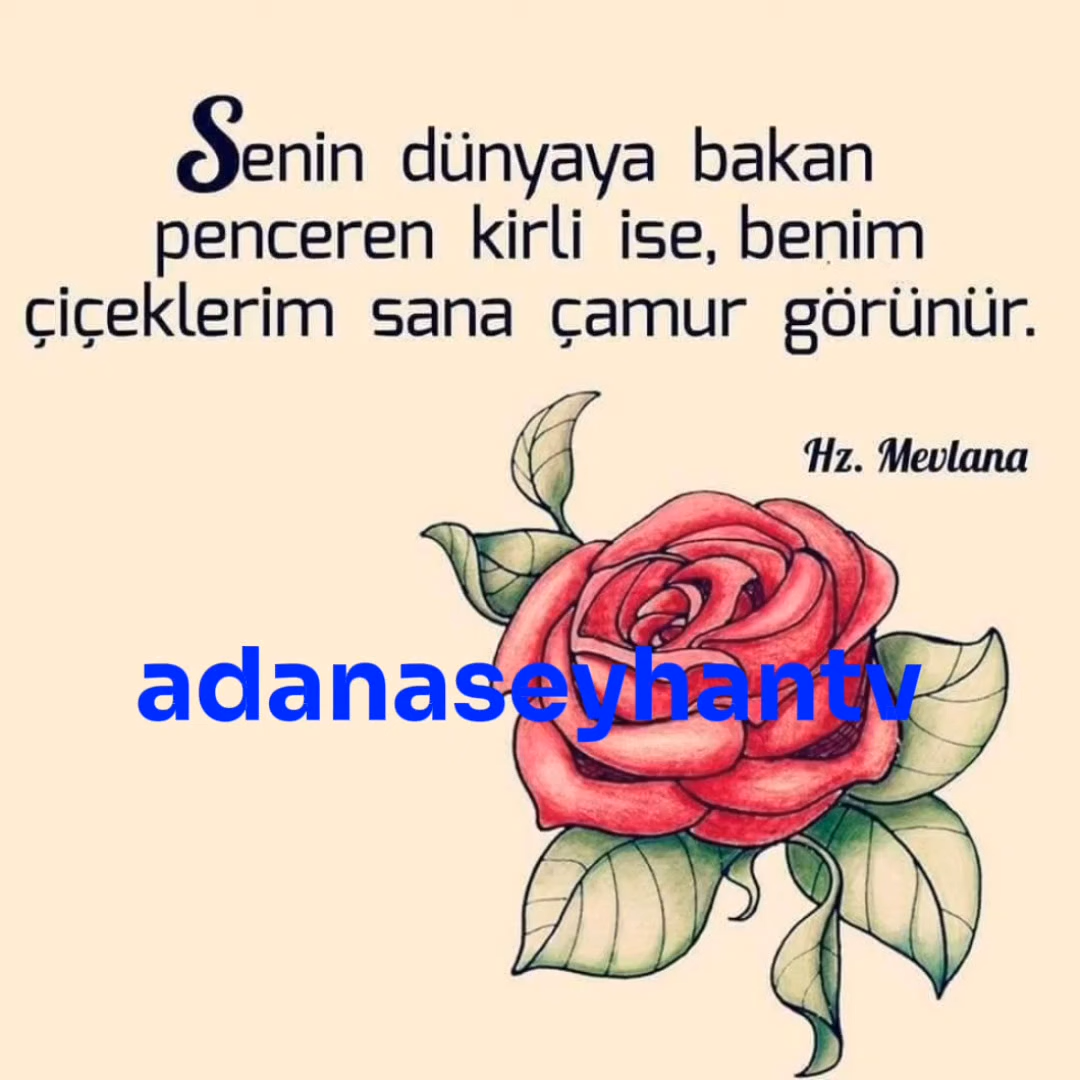 Senin dünyaya bakan
penceren kirli ise, benim
çiçeklerim sana çamur görünür.
Hz. Mevlana
adanaseyhantv